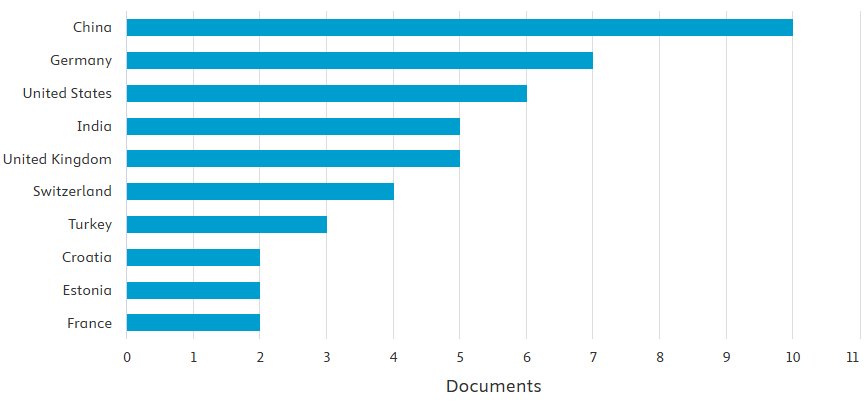 China
Germany
United States
India
United Kingdom
Switzerland
Turkey
Croatia
Estonia
France
0 1 2 3 4 5 6 7 8 9 10 11
Documents